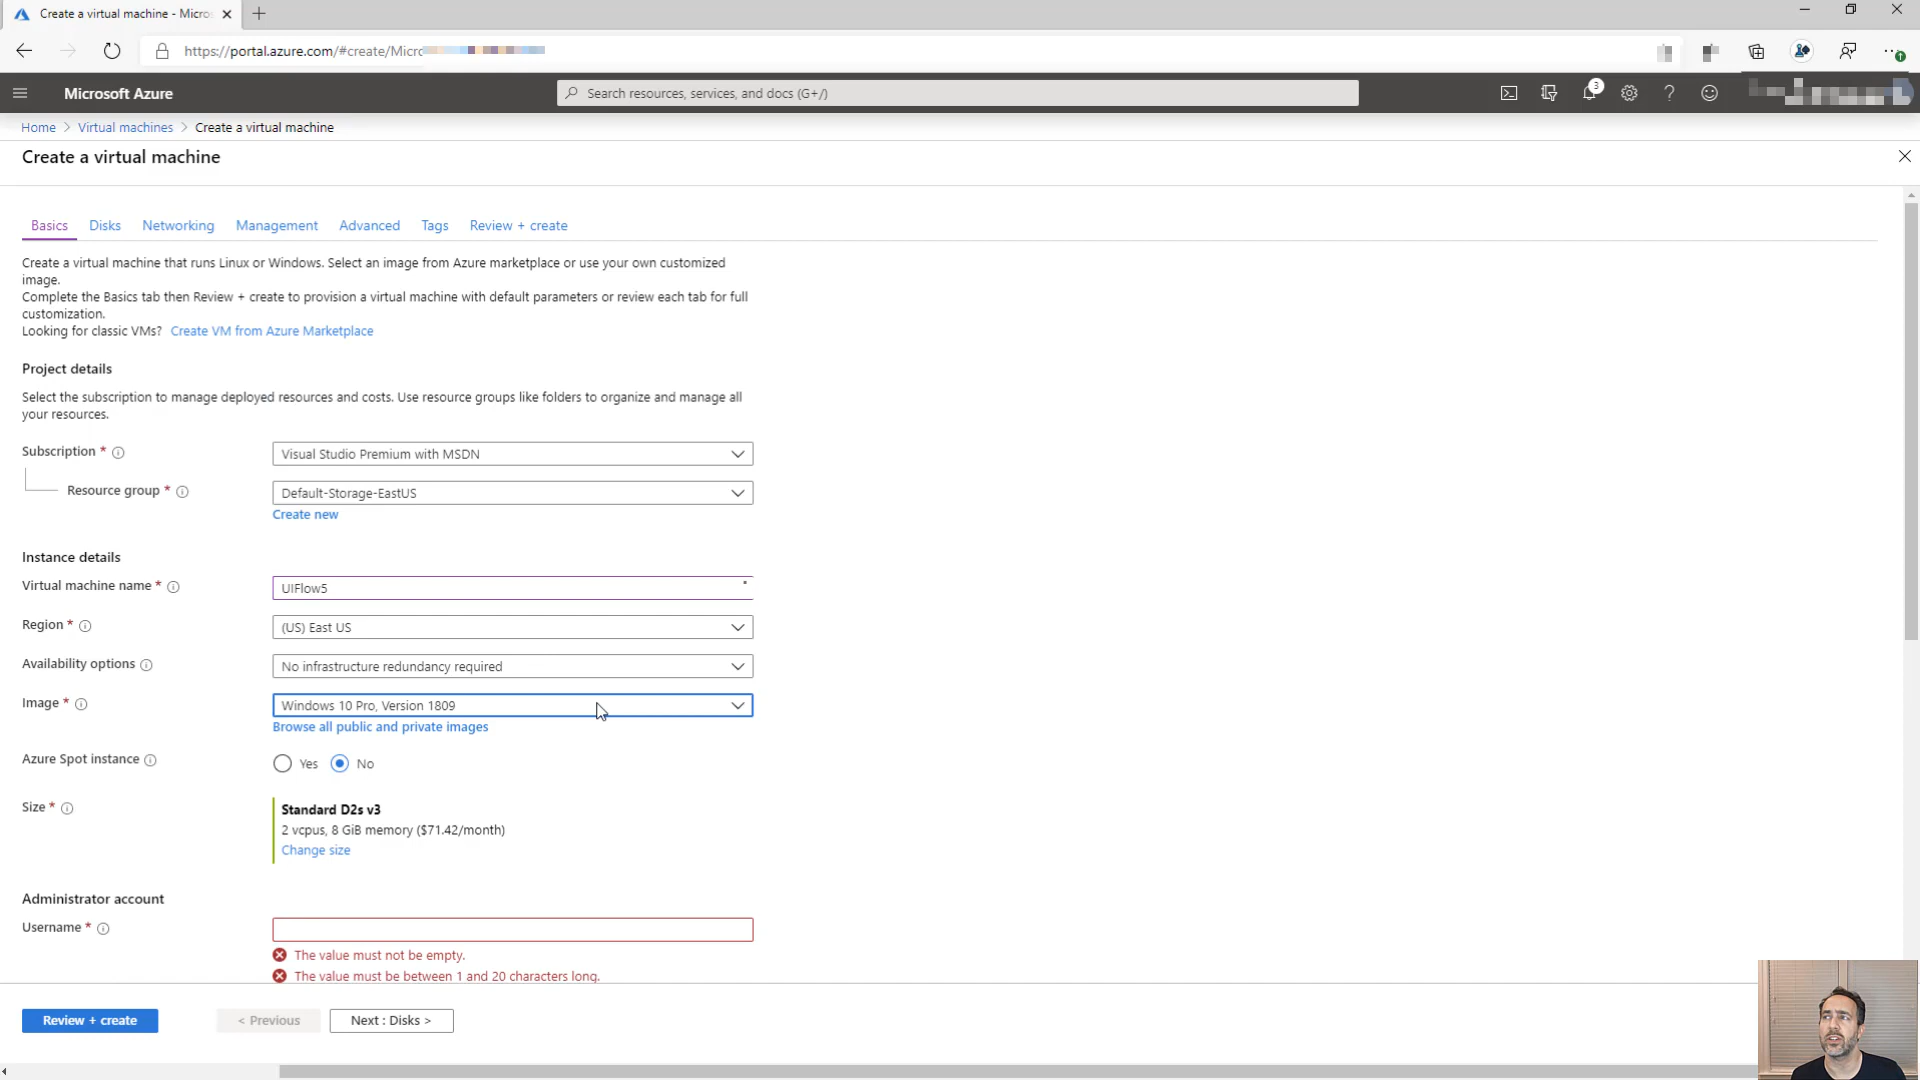 Create a virtual machine - Micro
https://portal.azure.com/#create/Micro
Microsoft Azure
Search resources, services, and docs (G+/)
3
Home > Virtual machines > Create a virtual machine
Create a virtual machine
Basics Disks Networking Management Advanced Tags Review + create
Create a virtual machine that runs Linux or Windows. Select an image from Azure marketplace or use your own customized
image.
Complete the Basics tab then Review + create to provision a virtual machine with default parameters or review each tab for full
customization.
Looking for classic VMs? Create VM from Azure Marketplace
Project details
Select the subscription to manage deployed resources and costs. Use resource groups like folders to organize and manage all
your resources.
Subscription * Visual Studio Premium with MSDN
Resource group * Default-Storage-EastUS
Create new
Instance details
Virtual machine name * UIFlow5
Region * (US) East US
Availability options No infrastructure redundancy required
Image * Windows 10 Pro, Version 1809
Browse all public and private images
Azure Spot instance Yes No
Size * Standard D2s v3
2 vcpus, 8 GiB memory ($71.42/month)
Change size
Administrator account
Username *
The value must not be empty.
The value must be between 1 and 20 characters long.
Review + create < Previous Next : Disks >